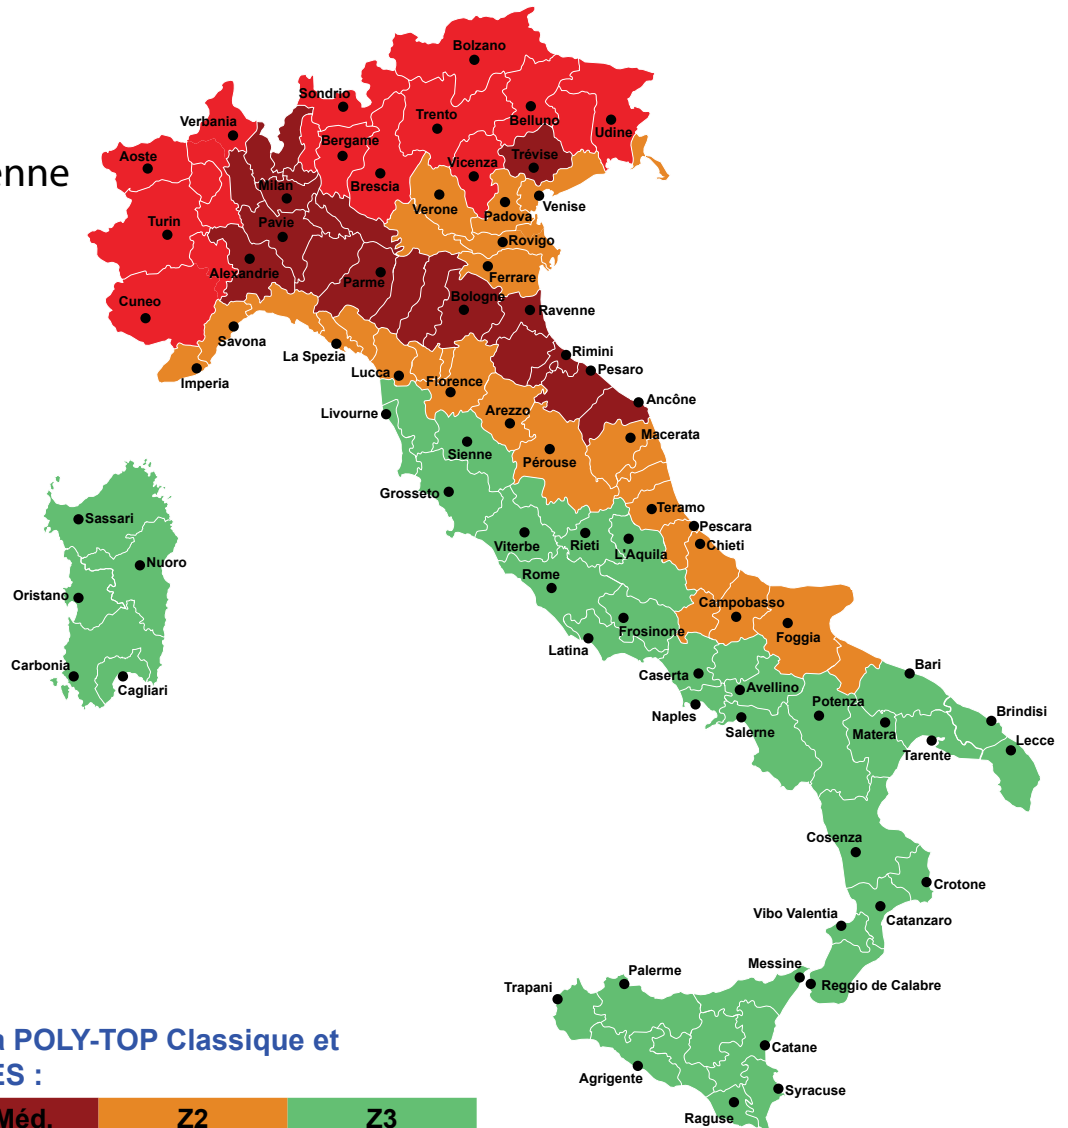 Bolzano
Sondrio
Verbania
Trento
Belluno
Udine
Bergame
Aoste
Vicenza
Trévise
enne
Milan
Brescia
Verone
Padova
Venise
Turin
Pavie
Rovigo
Alexandrie
Parme
Ferrare
Cuneo
Bologne
Ravenne
Savona
La Spezia
Rimini
Pesaro
Imperia
Lucca
Florence
Ancône
Livourne
Arezzo
Macerata
Sienne
Pérouse
Grosseto
Teramo
Sassari
Pescara
Viterbe
Rieti
L'Aquila
Chieti
Nuoro
Rome
Oristano
Campobasso
Frosinone
Foggia
Latina
Carbonia
Cagliari
Caserta
Avellino
Bari
Naples
Salerne
Potenza
Matera
Brindisi
Tarente
Lecce
Cosenza
Crotone
Vibo Valentia
Catanzaro
Messine
Palerme
Reggio de Calabre
Trapani
Catane
Agrigente
Syracuse
Raguse
a POLY-TOP Classique et
ES :
Méd.
Z2
Z3